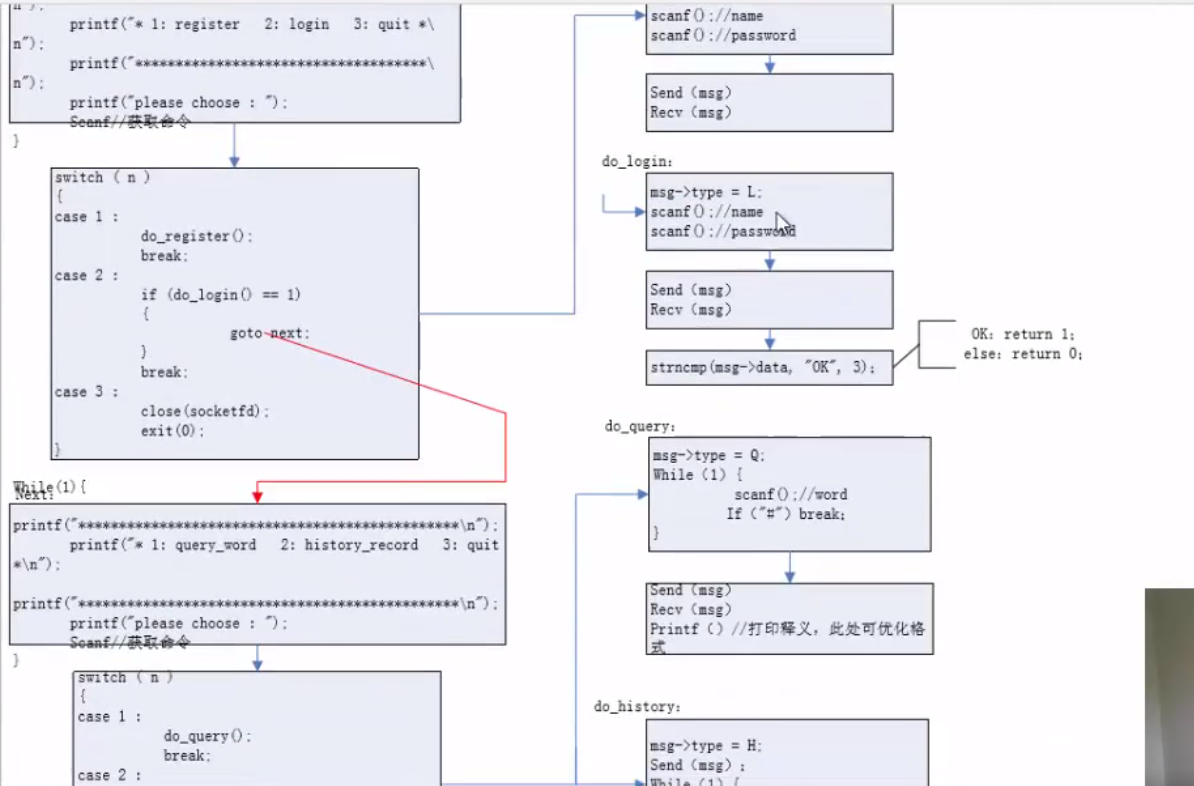 n");
printf("* 1: register   2: login   3: quit *\
n");
printf("************************************\
n");
printf("please choose : ");
Scanf//获取命令
}
switch ( n )
{
case 1 :
do_register();
break;
case 2 :
if (do_login() == 1)
{
goto next;
}
break;
case 3 :
close(socketfd);
exit(0);
}
While(1){
Next:
printf("***********************************************\n");
printf("* 1: query_word   2: history_record   3: quit
*\n");
printf("***********************************************\n");
printf("please choose : ");
Scanf//获取命令
}
switch ( n )
{
case 1 :
do_query();
break;
case 2 :
scanf();//name
scanf();//password
Send (msg)
Recv (msg)
do_login:
msg->type = L;
scanf();//name
scanf();//password
Send (msg)
Recv (msg)
strncmp(msg->data, "OK", 3);
OK: return 1;
else: return 0;
do_query:
msg->type = Q;
While (1) {
scanf();//word
If ("#") break;
}
Send (msg)
Recv (msg)
Printf () //打印释义，此处可优化格
式
do_history:
msg->type = H;
Send (msg) ;
While (1) {